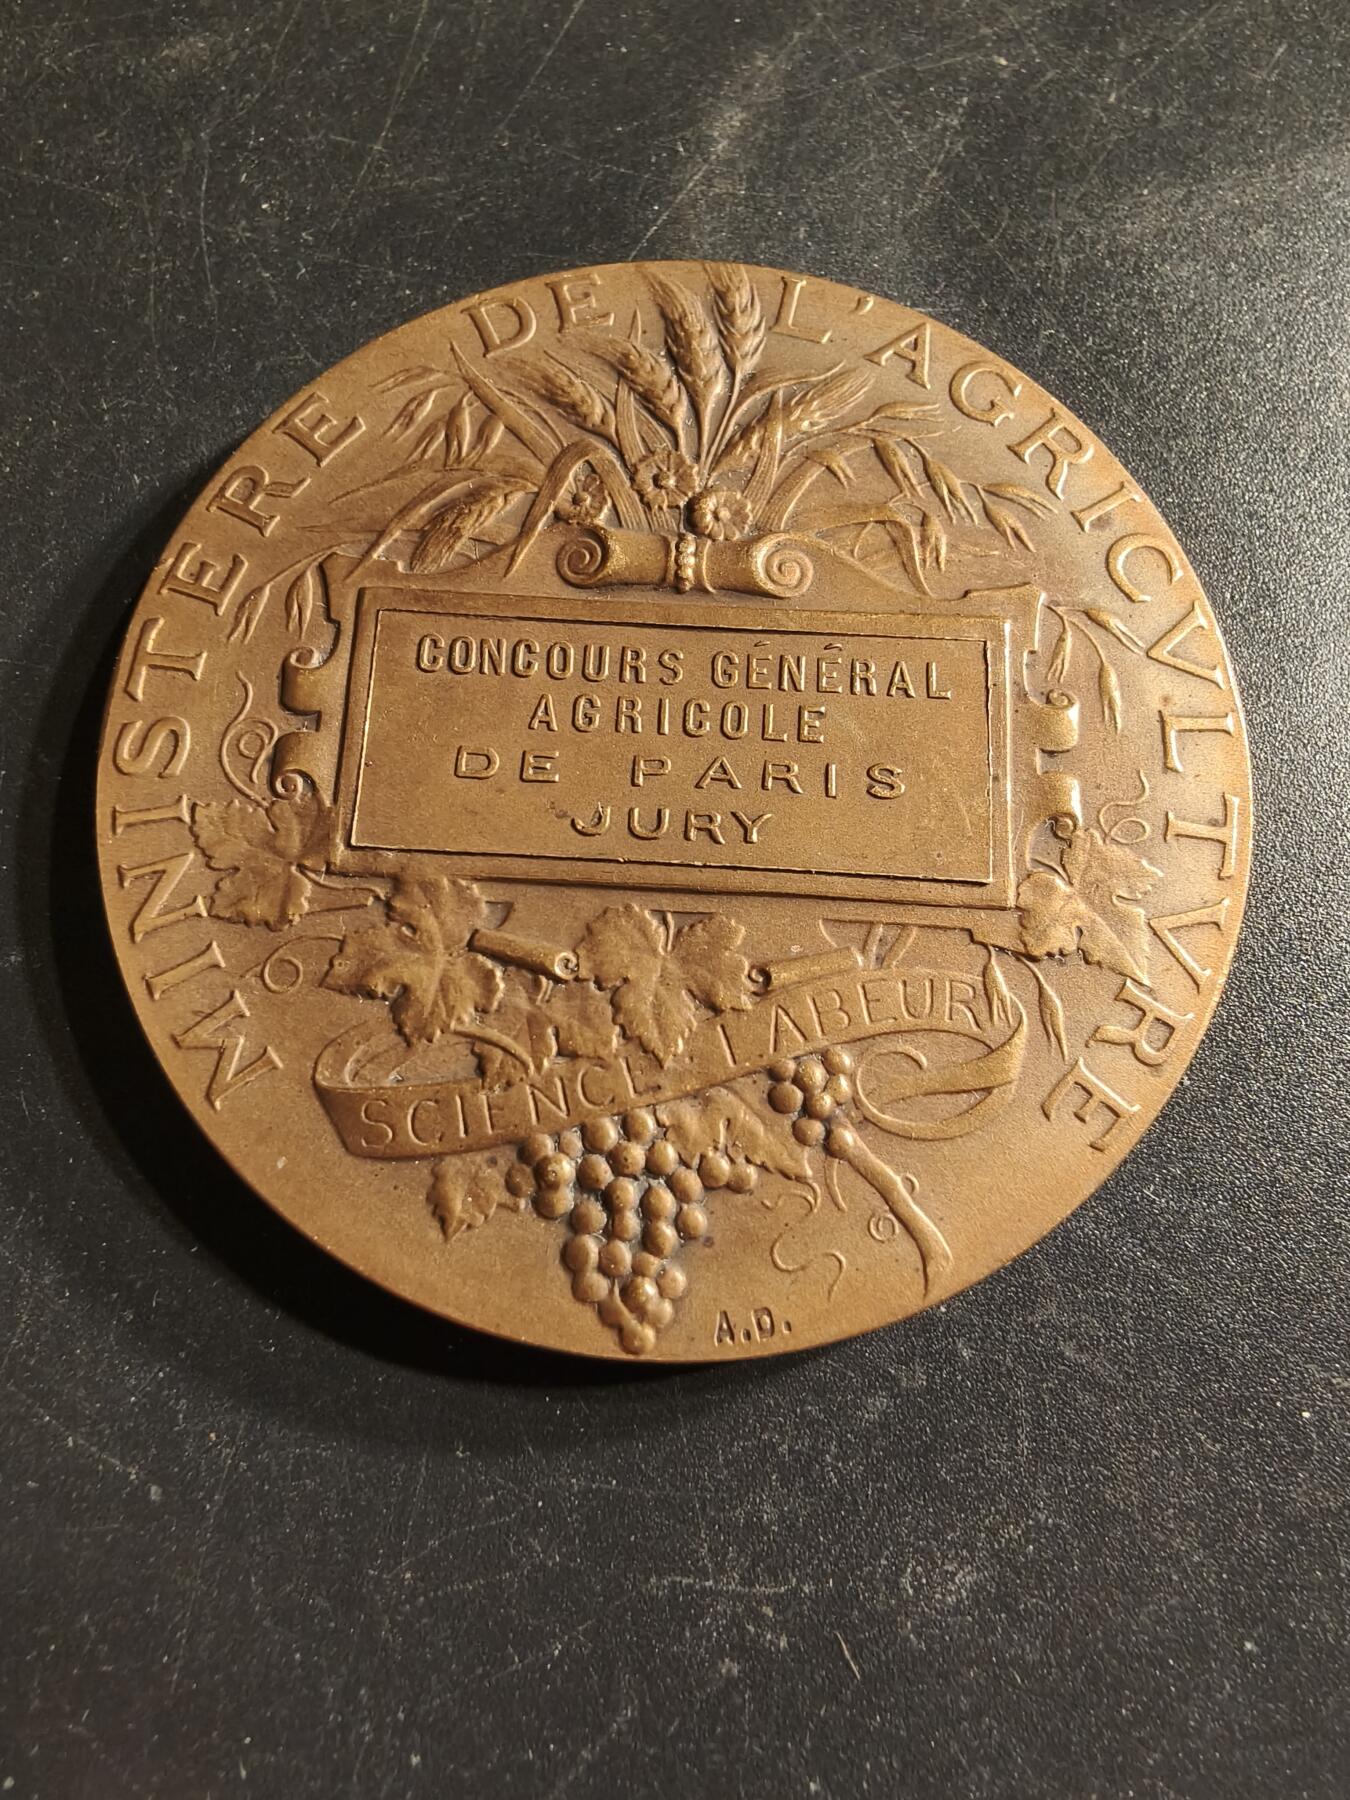 MINISTERE DE L'AGRICVLTVRE
CONCOURS GÉNÉRAL
AGRICOLE
DE PARIS
JURY
SCIENCE LABEUR
A.D.